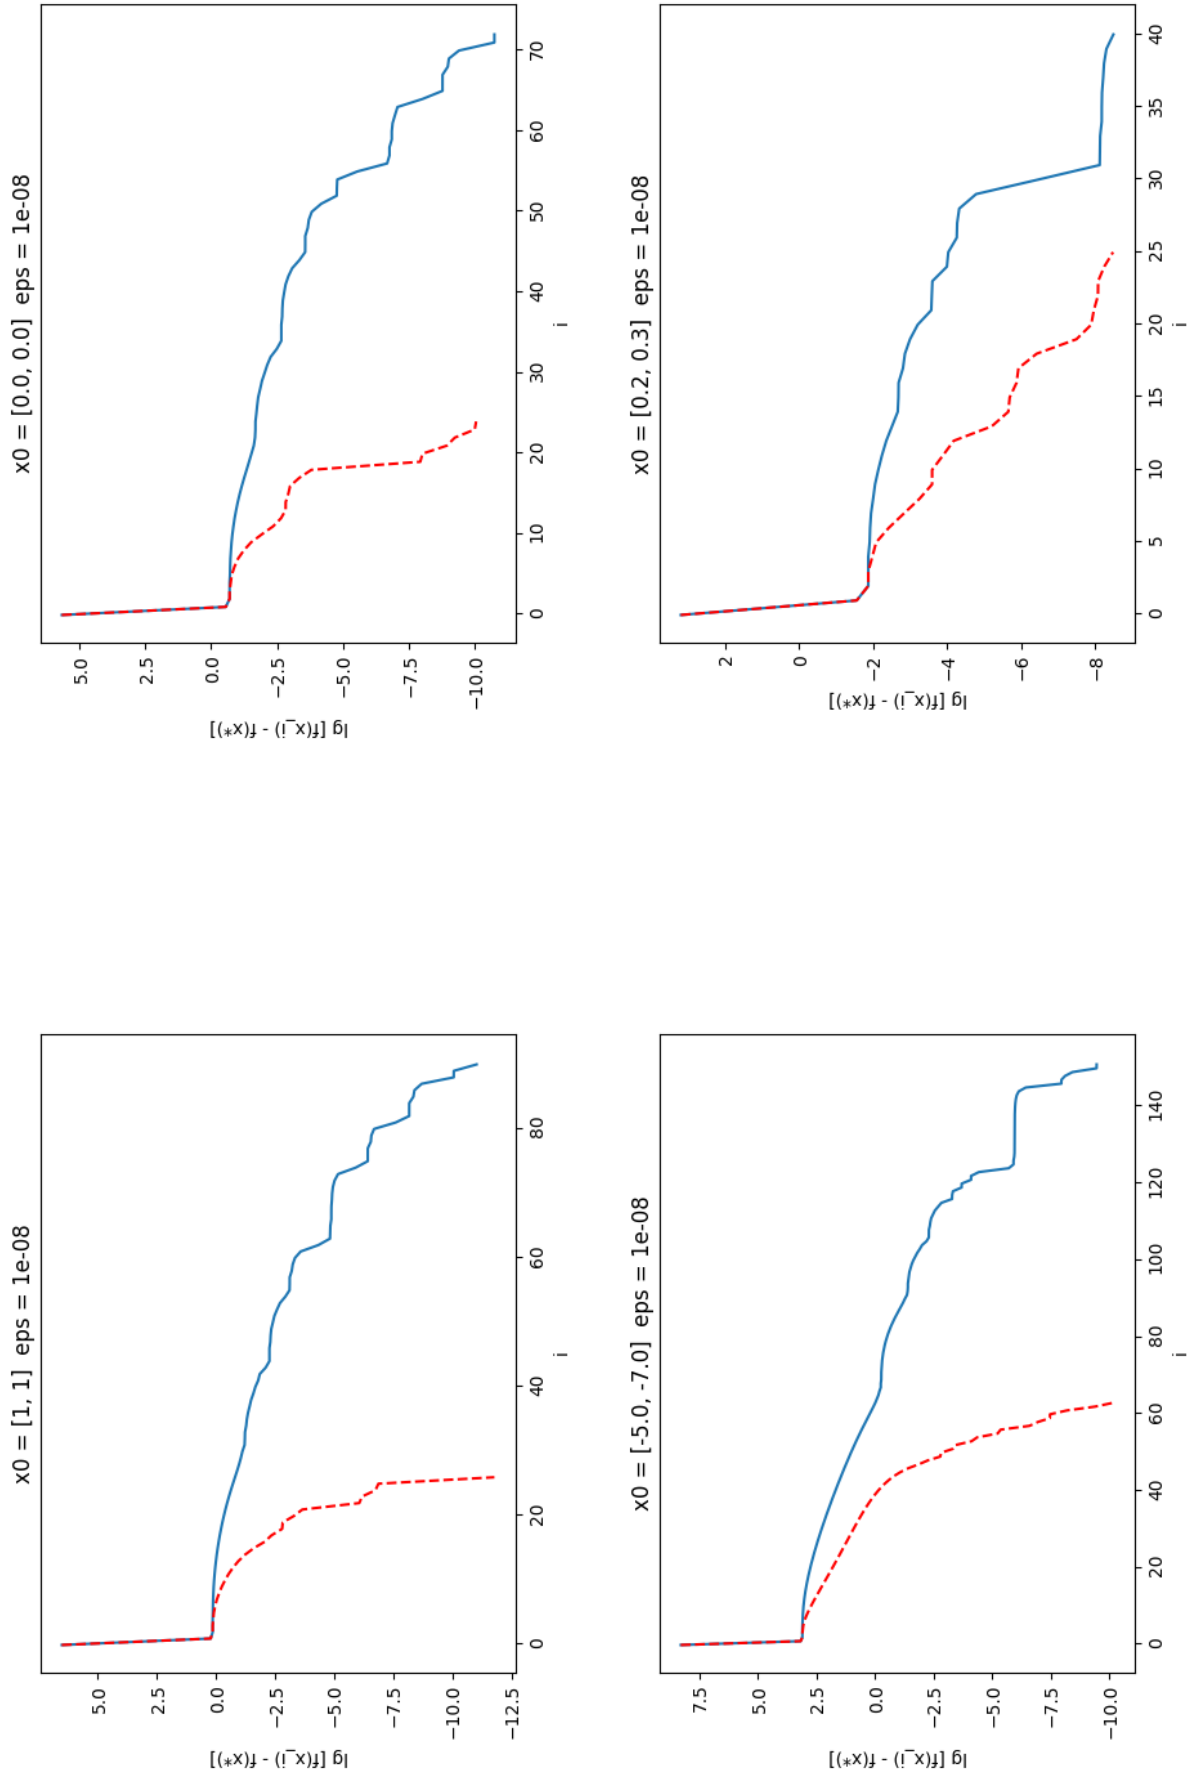 x0 = [1, 1]  eps = 1e-08
lg [ f(x_i) - f(x*)]
5.0
2.5
0.0
−2.5
−5.0
−7.5
−10.0
−12.5
0 20 40 60 80
i
x0 = [0.0, 0.0]  eps = 1e-08
lg [ f(x_i) - f(x*)]
5.0
2.5
0.0
−2.5
−5.0
−7.5
−10.0
0 10 20 30 40 50 60 70
i
x0 = [-5.0, -7.0]  eps = 1e-08
lg [ f(x_i) - f(x*)]
7.5
5.0
2.5
0.0
−2.5
−5.0
−7.5
−10.0
0 20 40 60 80 100 120 140
i
x0 = [0.2, 0.3]  eps = 1e-08
lg [ f(x_i) - f(x*)]
2
0
−2
−4
−6
−8
0 5 10 15 20 25 30 35 40
i